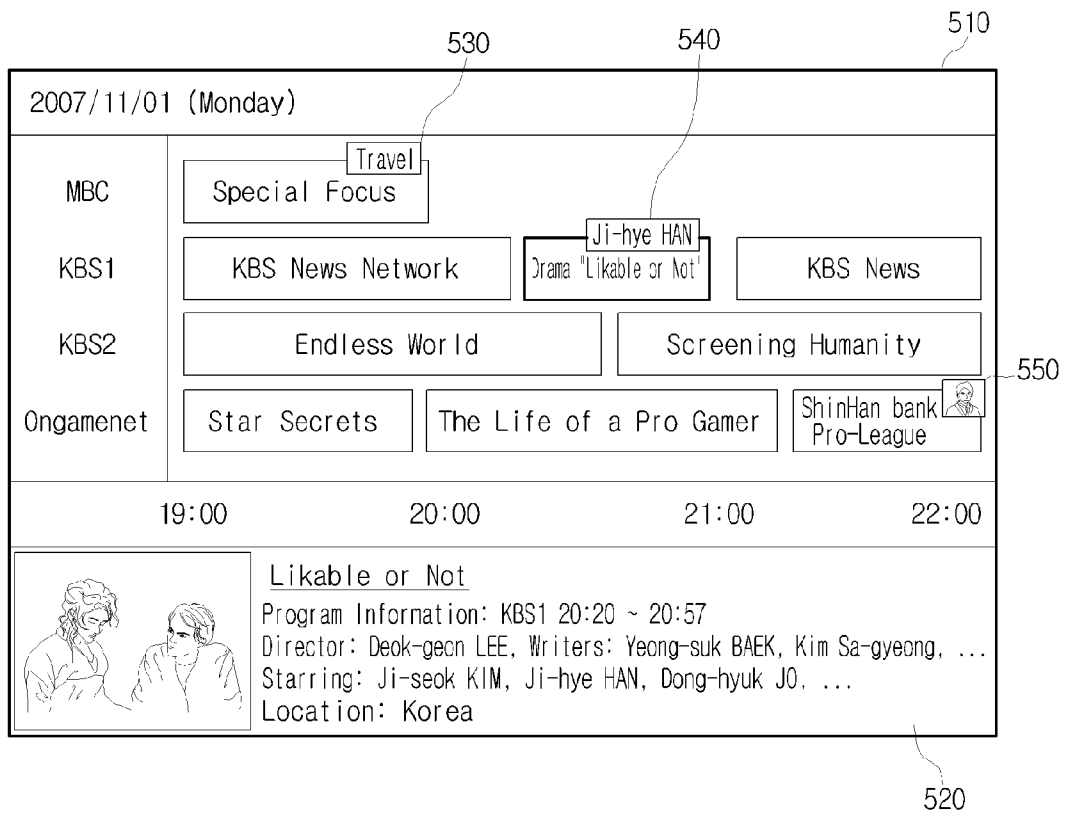 510
530
540
2007/11/01 (Monday)
Travel
MBC
Special Focus
Ji-hye HAN
KBS1
KBS News Network
Drama "Likable or Not'
KBS News
KBS2
Endless World
Screening Humanity
550
Ongamenet
Star Secrets
The Life of a Pro Gamer
ShinHan bank
Pro-League
19:00 20:00 21:00 22:00
Likable or Not
Program Infornation: KBS1 20:20 ~ 20:57
Director: Deok-geon LEE, Writers: Yeong-suk BAEK, Kim Sa-gyeong, ...
Starring: Ji-seok KIM, Ji-hye HAN, Dong-hyuk JO, ...
Location: Korea
520